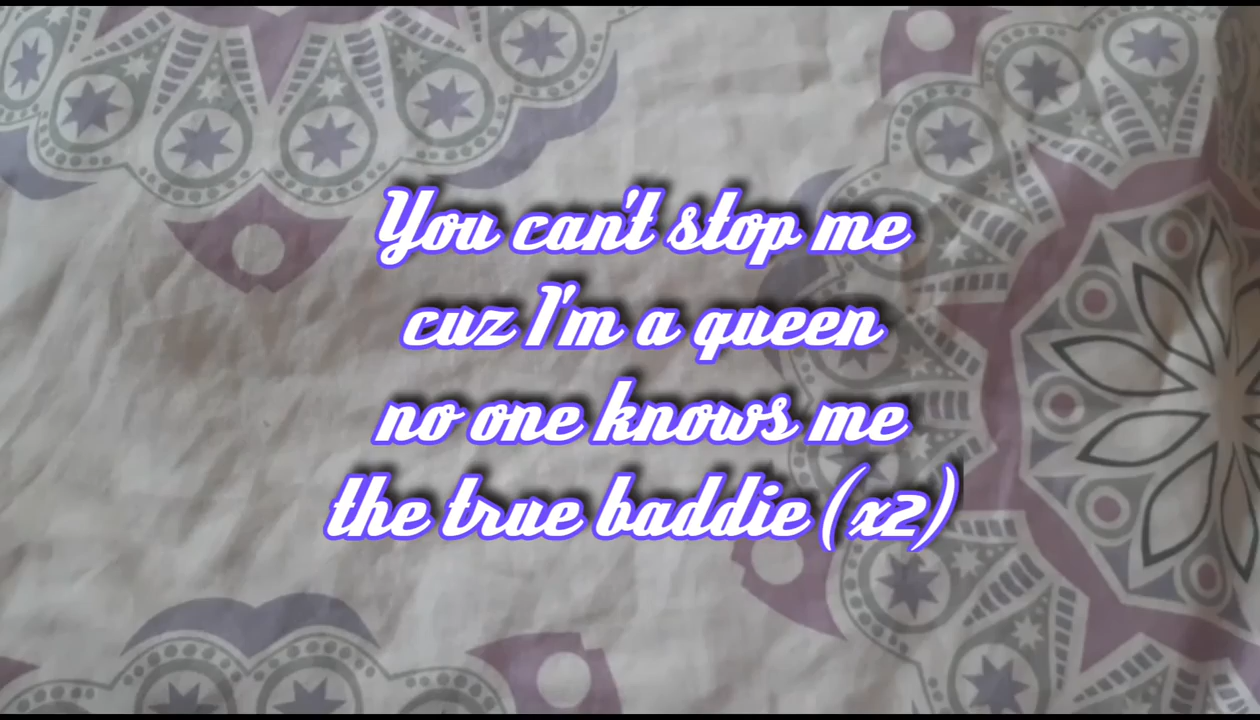 You can't stop me
cuz I'm a queen
no one knows me
the true baddie (x2)